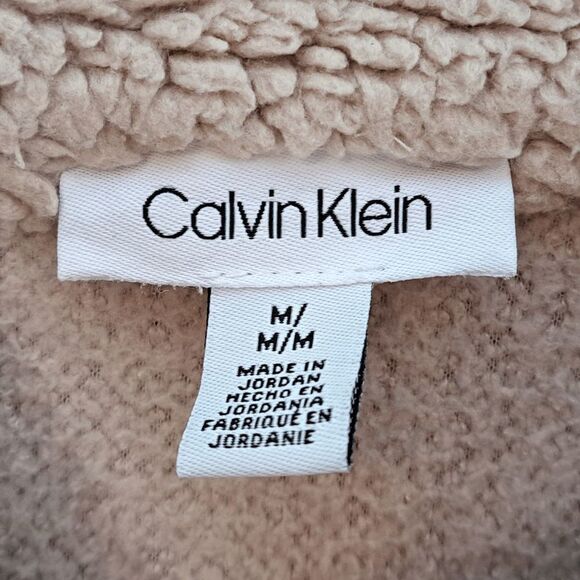 Calvin Klein
M/
M/M
MADE IN
JORDAN
HECHO EN
JORDANIA
FABRIQUÉ EN
JORDANIE